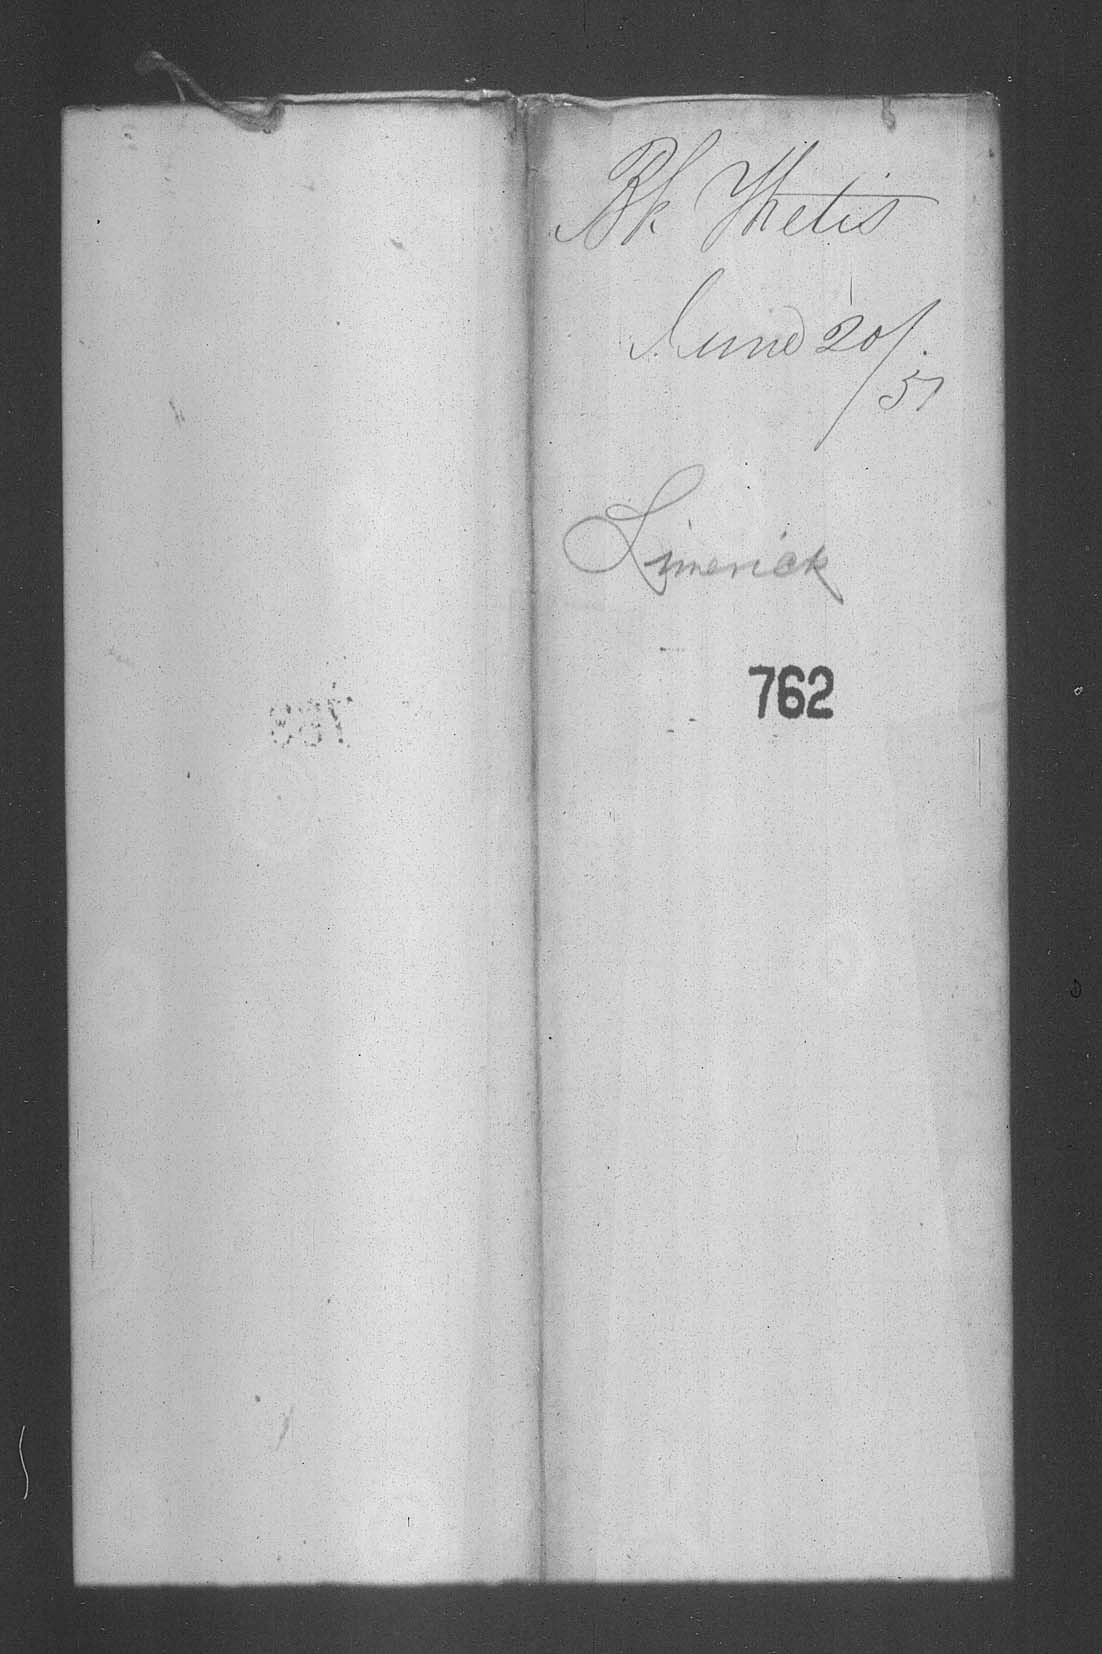 Bk Thetis
June 20/.
51
Limerick
762